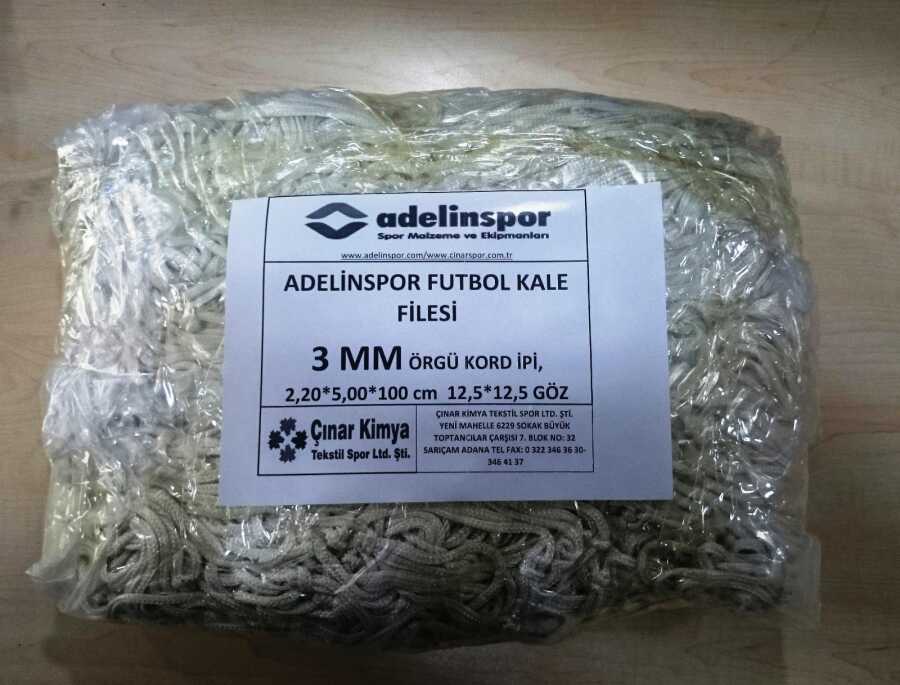 adelinspor
Spor Malzeme ve Ekipmanları
www.adelinspor.com/www.cinarspor.com.tr
ADELİNSPOR FUTBOL KALE
FİLESİ
3 MM ÖRGÜ KORD İPİ,
2,20*5,00*100 cm 12,5*12,5 GÖZ
Çınar Kimya
Tekstil Spor Ltd. Şti.
ÇINAR KİMYA TEKSTİL SPOR LTD. ŞTİ.
YENİ MAHELLE 6229 SOKAK BÜYÜK
TOPTANCILAR ÇARŞISI 7. BLOK NO: 32
SARIÇAM ADANA TEL FAX: 0 322 346 36 30-
346 41 37